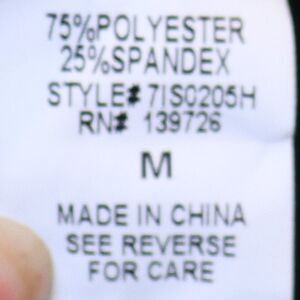 75%POLYESTER
25%SPANDEX
STYLE# 7IS0205H
RN# 139726
M
MADE IN CHINA
SEE REVERSE
FOR CARE